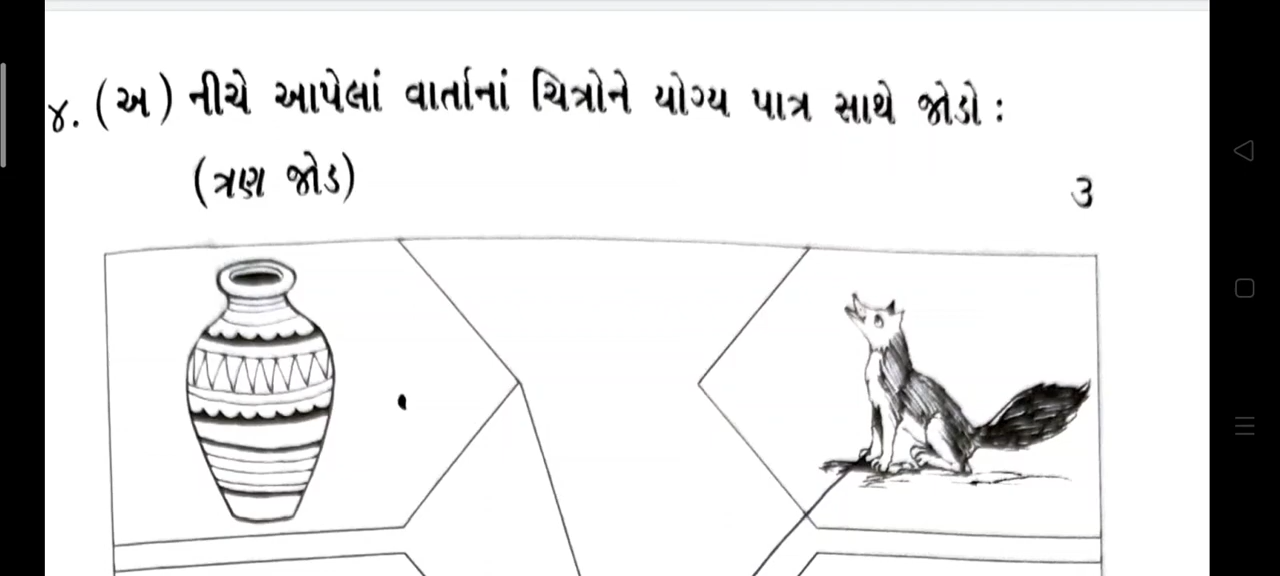 ૪. (અ) નીચે આપેલાં વાર્તાનાં ચિત્રોને યોગ્ય પાત્ર સાથે જોડો :
(ત્રણ જોડ) ૩